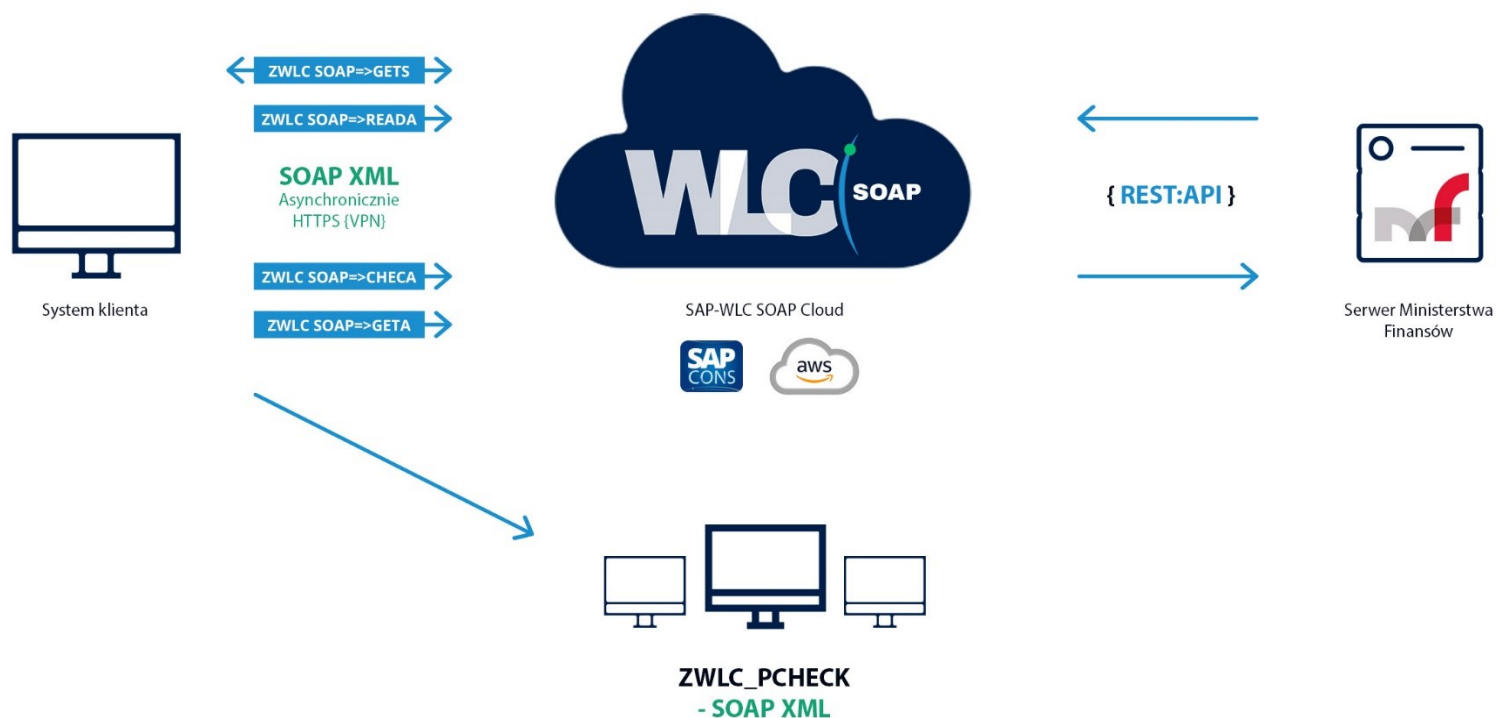 ZWLC SOAP=>GETS
ZWLC SOAP=>READA
SOAP XML
Asynchronicznie
HTTPS {VPN}
ZWLC SOAP=>CHECA
ZWLC SOAP=>GETA
System klienta
WLC SOAP
SAP-WLC SOAP Cloud
SAP
CONS
aws
{ REST:API }
mf
Serwer Ministerstwa
Finansów
ZWLC_PCHECK
- SOAP XML